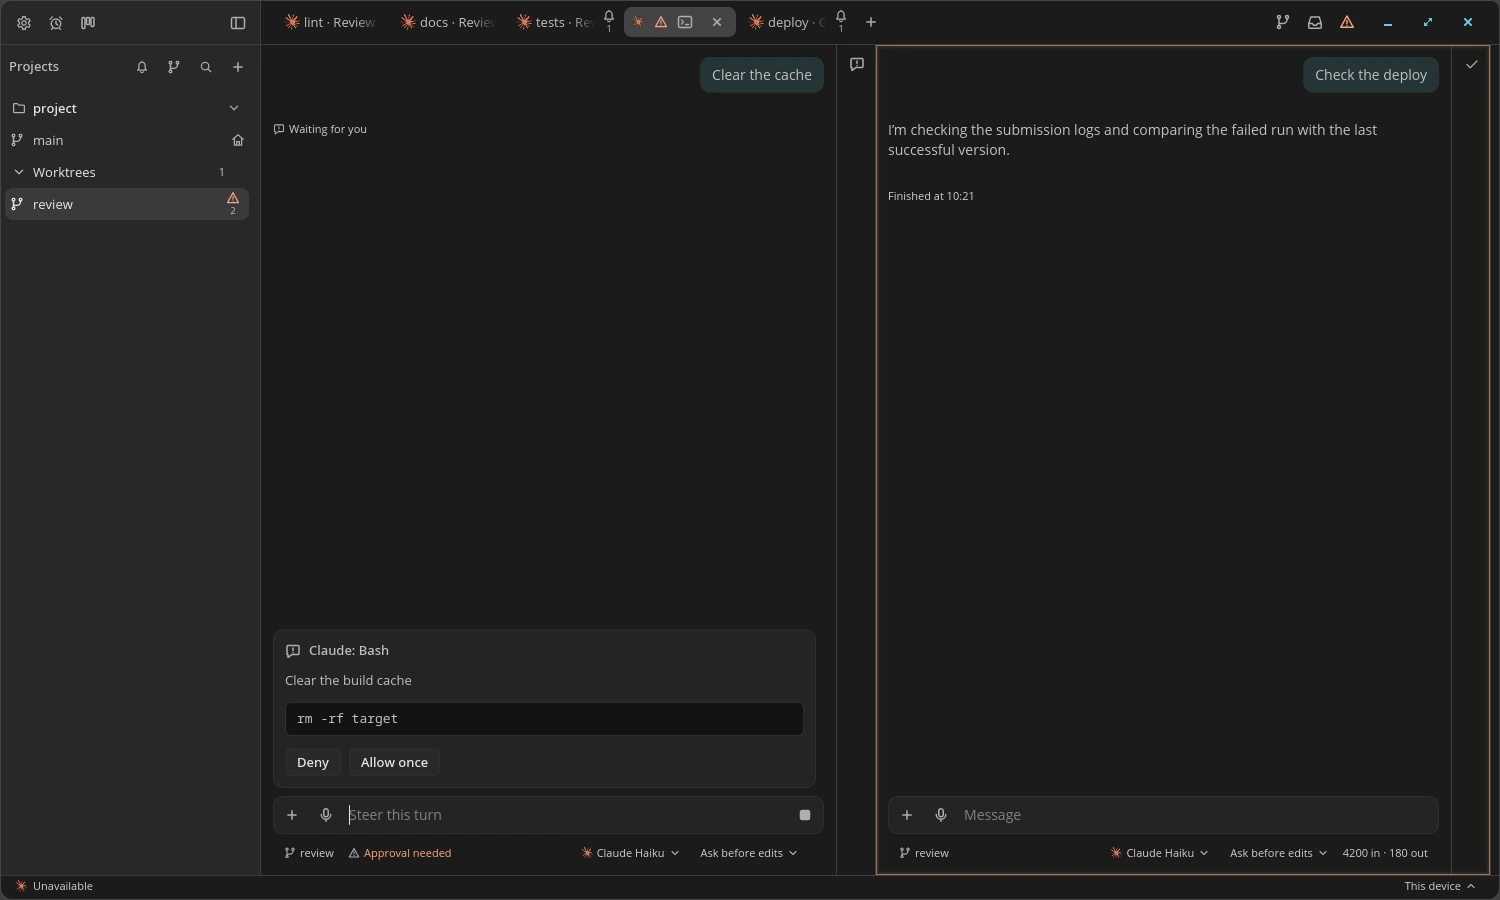 lint · Review
docs · Revie
tests · Re
1
deploy ·
1
Projects
project
main
Worktrees 1
review 2
Clear the cache
Waiting for you
Claude: Bash
Clear the build cache
rm -rf target
Deny Allow once
Steer this turn
review Approval needed Claude Haiku Ask before edits
Check the deploy
I'm checking the submission logs and comparing the failed run with the last
successful version.
Finished at 10:21
Message
review Claude Haiku Ask before edits 4200 in · 180 out
Unavailable
This device